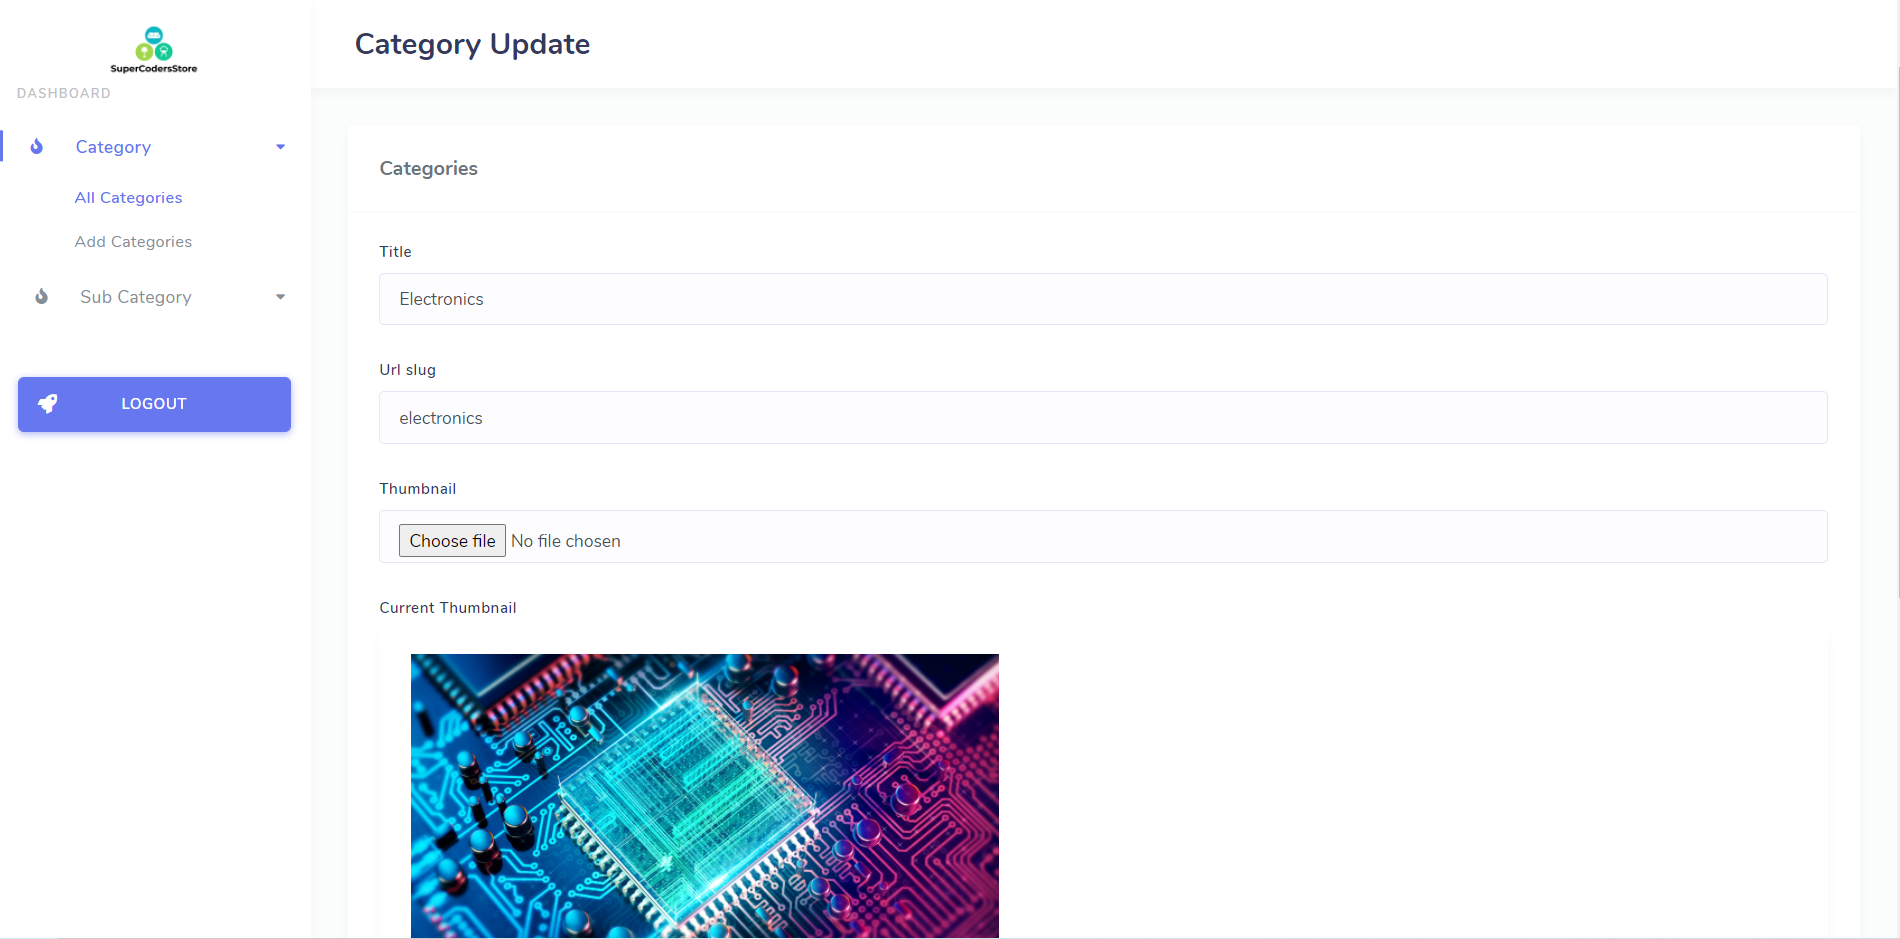 SuperCodersStore
DASHBOARD
Category
All Categories
Add Categories
Sub Category
LOGOUT
Category Update
Categories
Title
Electronics
Url slug
electronics
Thumbnail
Choose file No file chosen
Current Thumbnail